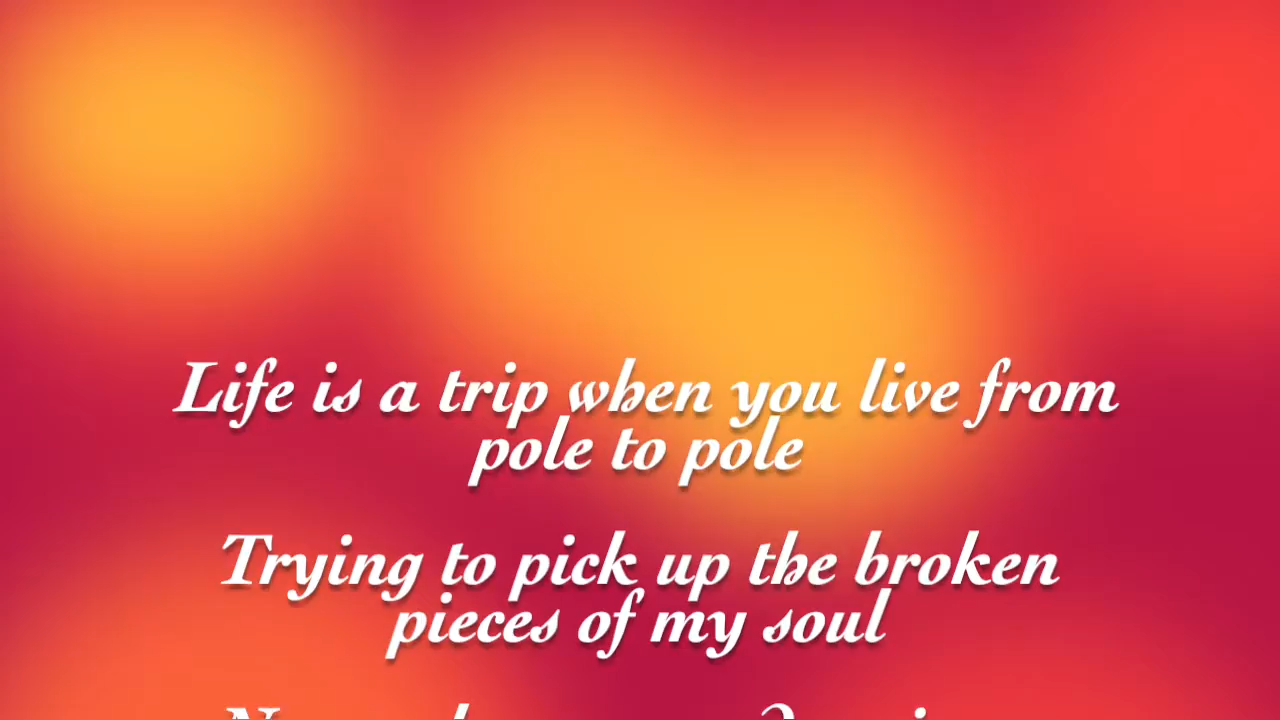 Life is a trip when you live from
pole to pole
Trying to pick up the broken
pieces of my soul